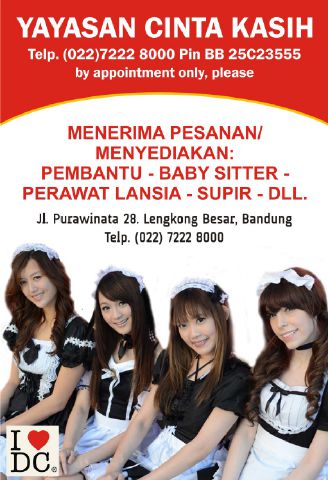 YAYASAN CINTA KASIH
Telp. (022)7222 8000 Pin BB 25C23555
by appointment only, please
MENERIMA PESANAN/
MENYEDIAKAN:
PEMBANTU - BABY SITTER -
PERAWAT LANSIA - SUPIR - DLL.
Jl. Purawinata 28. Lengkong Besar, Bandung
Telp. (022) 7222 8000
I ❤
DC®